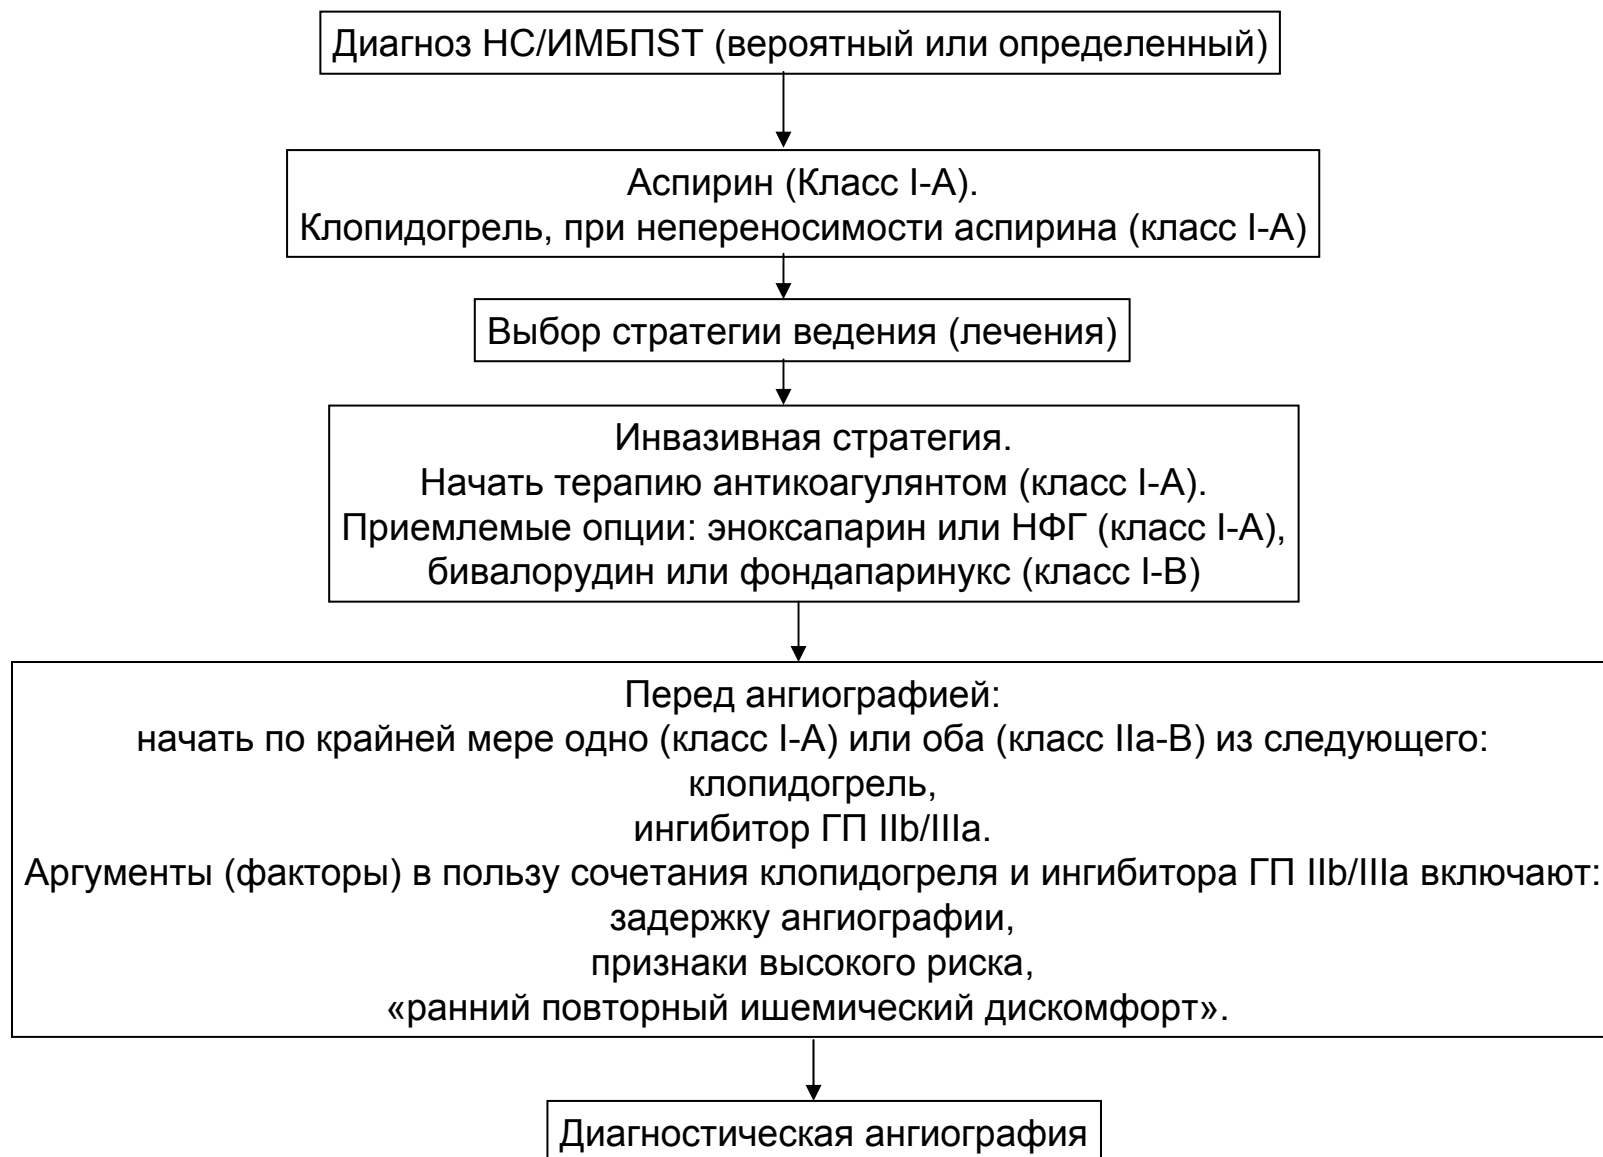 Диагноз НС/ИМБПST (вероятный или определенный)
Аспирин (Класс I-A).
Клопидогрель, при непереносимости аспирина (класс I-A)
Выбор стратегии ведения (лечения)
Инвазивная стратегия.
Начать терапию антикоагулянтом (класс I-A).
Приемлемые опции: эноксапарин или НФГ (класс I-A),
бивалорудин или фондапаринукс (класс I-B)
Перед ангиографией:
начать по крайней мере одно (класс I-A) или оба (класс IIa-B) из следующего:
клопидогрель,
ингибитор ГП IIb/IIIa.
Аргументы (факторы) в пользу сочетания клопидогреля и ингибитора ГП IIb/IIIa включают:
задержку ангиографии,
признаки высокого риска,
«ранний повторный ишемический дискомфорт».
Диагностическая ангиография